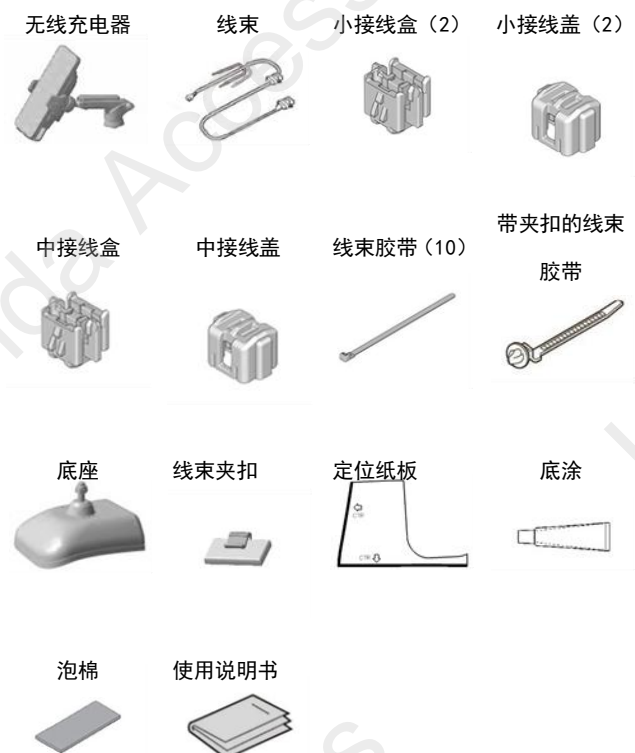 无线充电器 线束 小接线盒（2） 小接线盖（2）
中接线盒 中接线盖 线束胶带（10） 带夹扣的线束
胶带
底座 线束夹扣 定位纸板 底涂
CTR
CTR
泡棉 使用说明书